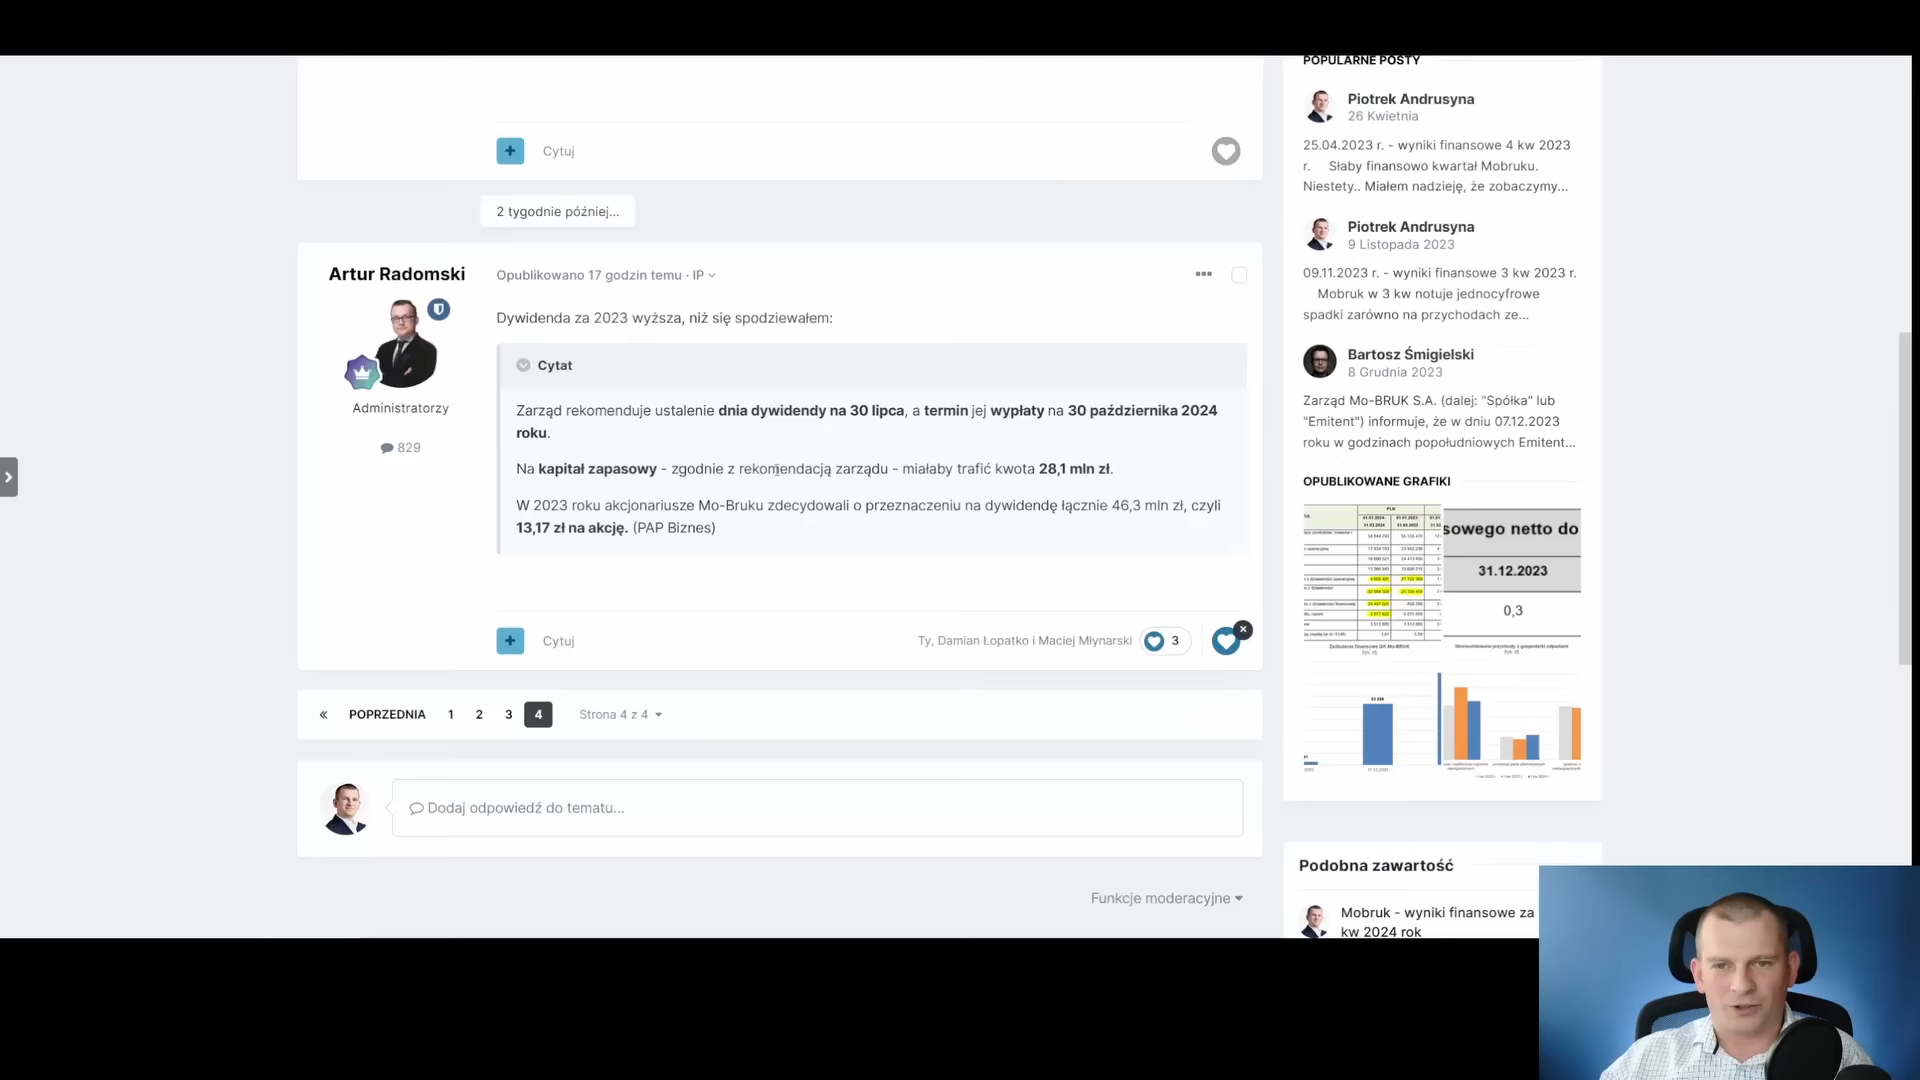 Cytuj
2 tygodnie później...
Artur Radomski
Opublikowano 17 godzin temu · IP
Administratorzy
829
Dywidenda za 2023 wyższa, niż się spodziewałem:
Cytat
Zarząd rekomenduje ustalenie dnia dywidendy na 30 lipca, a termin jej wypłaty na 30 października 2024
roku.
Na kapitał zapasowy - zgodnie z rekomendacją zarządu - miałaby trafić kwota 28,1 mln zł.
W 2023 roku akcjonariusze Mo-Bruku zdecydowali o przeznaczeniu na dywidendę łącznie 46,3 mln zł, czyli
13,17 zł na akcję. (PAP Biznes)
Cytuj
Ty, Damian Łopatko i Maciej Młynarski
3
« POPRZEDNIA 1 2 3 4 Strona 4 z 4
Dodaj odpowiedź do tematu...
Funkcje moderacyjne
POPULARNE POSTY
Piotrek Andrusyna
26 Kwietnia
25.04.2023 r. - wyniki finansowe 4 kw 2023
r. Słaby finansowo kwartał Mobruku.
Niestety.. Miałem nadzieję, że zobaczymy...
Piotrek Andrusyna
9 Listopada 2023
09.11.2023 r. - wyniki finansowe 3 kw 2023 r.
Mobruk w 3 kw notuje jednocyfrowe
spadki zarówno na przychodach ze...
Bartosz Śmigielski
8 Grudnia 2023
Zarząd Mo-BRUK S.A. (dalej: "Spółka" lub
"Emitent") informuje, że w dniu 07.12.2023
roku w godzinach popołudniowych Emitent...
OPUBLIKOWANE GRAFIKI
sowego netto do
31.12.2023
0,3
Podobna zawartość
Mobruk - wyniki finansowe za
kw 2024 rok